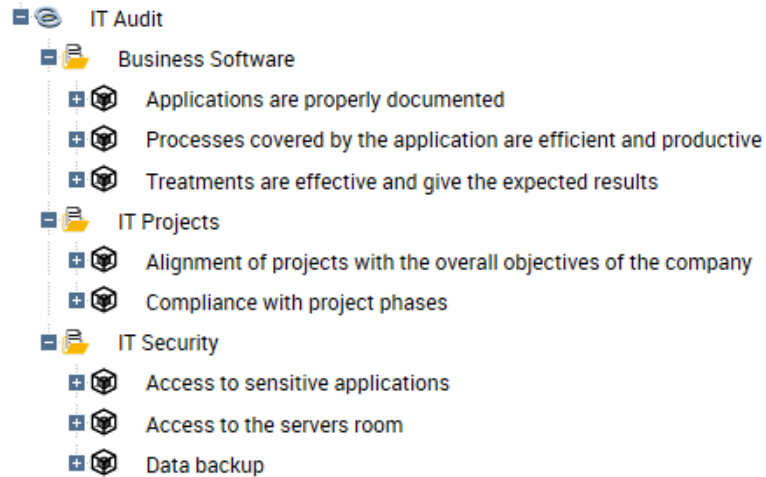 IT Audit
Business Software
Applications are properly documented
Processes covered by the application are efficient and productive
Treatments are effective and give the expected results
IT Projects
Alignment of projects with the overall objectives of the company
Compliance with project phases
IT Security
Access to sensitive applications
Access to the servers room
Data backup